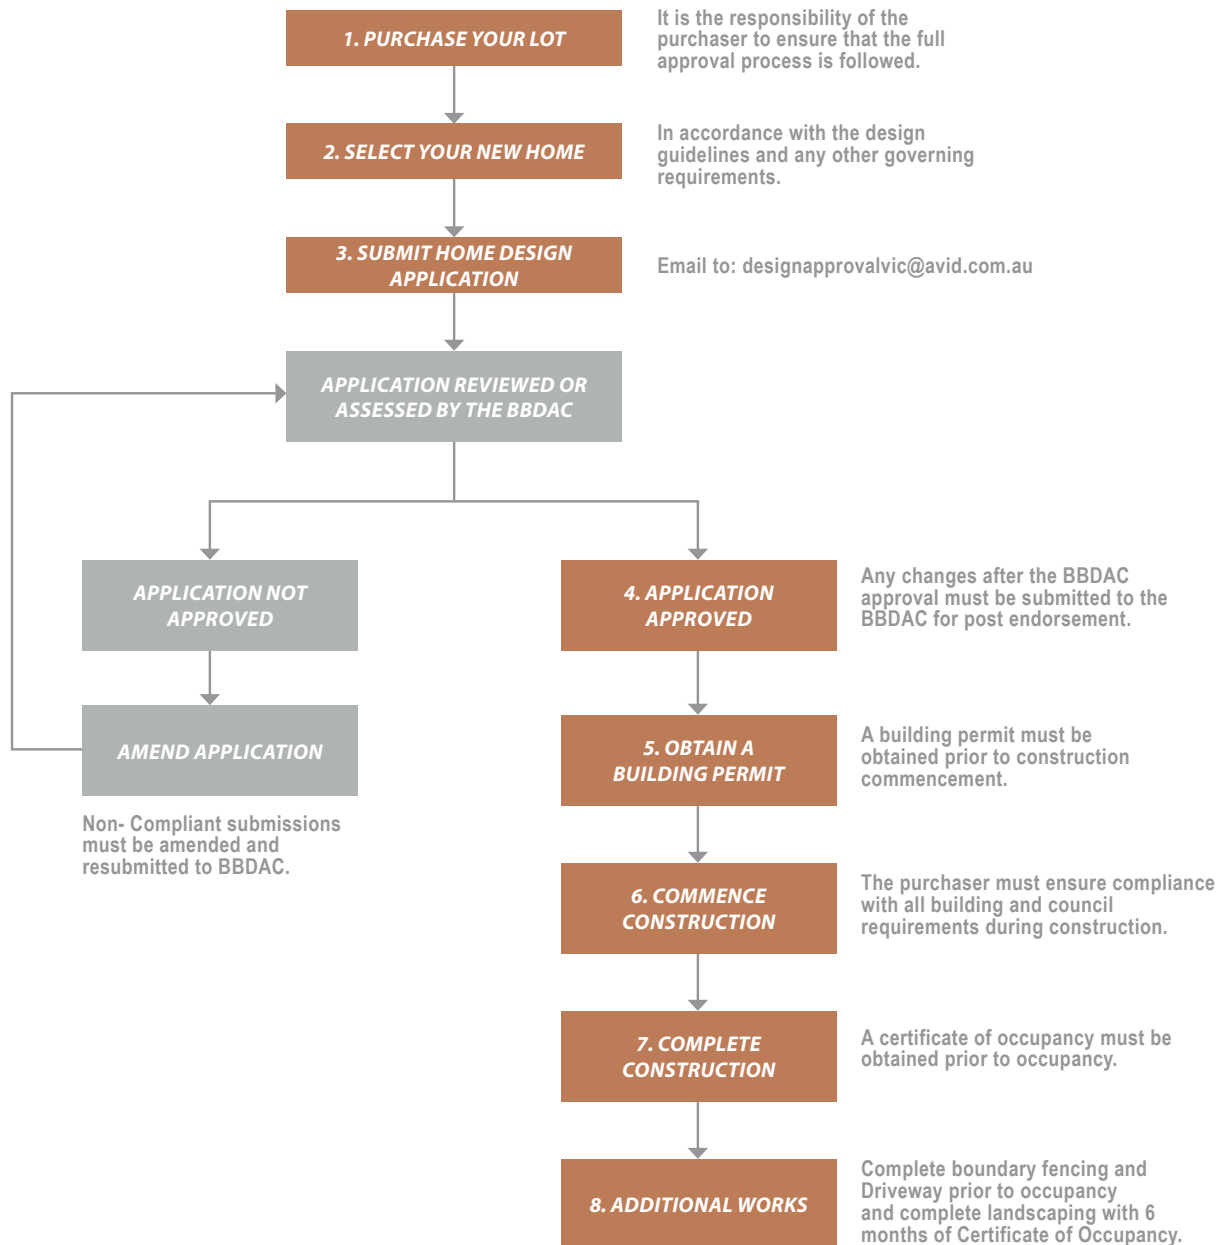 1. PURCHASE YOUR LOT
It is the responsibility of the
purchaser to ensure that the full
approval process is followed.
2. SELECT YOUR NEW HOME
In accordance with the design
guidelines and any other governing
requirements.
3. SUBMIT HOME DESIGN
APPLICATION
Email to: designapprovalvic@avid.com.au
APPLICATION REVIEWED OR
ASSESSED BY THE BBDAC
APPLICATION NOT
APPROVED
AMEND APPLICATION
Non- Compliant submissions
must be amended and
resubmitted to BBDAC.
4. APPLICATION
APPROVED
Any changes after the BBDAC
approval must be submitted to the
BBDAC for post endorsement.
5. OBTAIN A
BUILDING PERMIT
A building permit must be
obtained prior to construction
commencement.
6. COMMENCE
CONSTRUCTION
The purchaser must ensure compliance
with all building and council
requirements during construction.
7. COMPLETE
CONSTRUCTION
A certificate of occupancy must be
obtained prior to occupancy.
8. ADDITIONAL WORKS
Complete boundary fencing and
Driveway prior to occupancy
and complete landscaping with 6
months of Certificate of Occupancy.